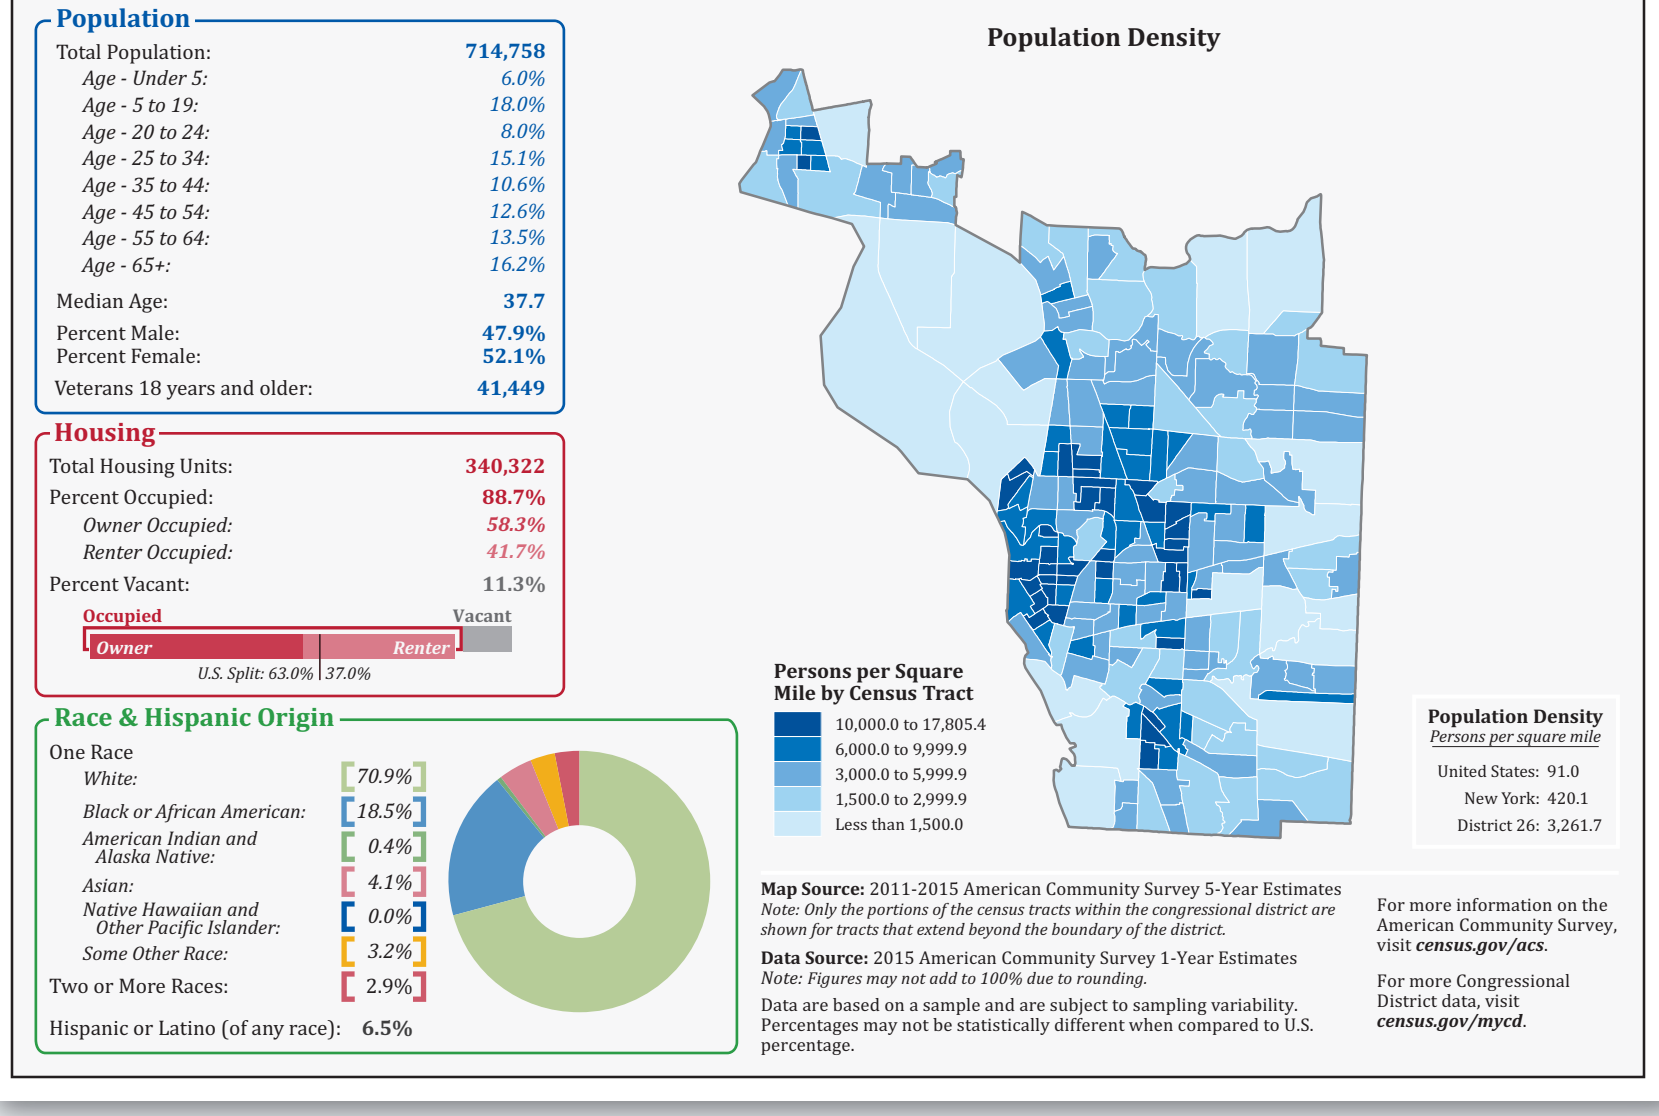 Population
Total Population: 714,758
Age - Under 5: 6.0%
Age - 5 to 19: 18.0%
Age - 20 to 24: 8.0%
Age - 25 to 34: 15.1%
Age - 35 to 44: 10.6%
Age - 45 to 54: 12.6%
Age - 55 to 64: 13.5%
Age - 65+: 16.2%
Median Age: 37.7
Percent Male: 47.9%
Percent Female: 52.1%
Veterans 18 years and older: 41,449
Housing
Total Housing Units: 340,322
Percent Occupied: 88.7%
Owner Occupied: 58.3%
Renter Occupied: 41.7%
Percent Vacant: 11.3%
Occupied Vacant
Owner Renter
U.S. Split: 63.0% 37.0%
Race & Hispanic Origin
One Race
White: 70.9%
Black or African American: 18.5%
American Indian and
Alaska Native: 0.4%
Asian: 4.1%
Native Hawaiian and
Other Pacific Islander: 0.0%
Some Other Race: 3.2%
Two or More Races: 2.9%
Hispanic or Latino (of any race): 6.5%
Population Density
Persons per Square
Mile by Census Tract
10,000.0 to 17,805.4
6,000.0 to 9,999.9
3,000.0 to 5,999.9
1,500.0 to 2,999.9
Less than 1,500.0
Population Density
Persons per square mile
United States: 91.0
New York: 420.1
District 26: 3,261.7
Map Source: 2011-2015 American Community Survey 5-Year Estimates
Note: Only the portions of the census tracts within the congressional district are
shown for tracts that extend beyond the boundary of the district.
Data Source: 2015 American Community Survey 1-Year Estimates
Note: Figures may not add to 100% due to rounding.
Data are based on a sample and are subject to sampling variability.
Percentages may not be statistically different when compared to U.S.
percentage.
For more information on the
American Community Survey,
visit census.gov/acs.
For more Congressional
District data, visit
census.gov/mycd.